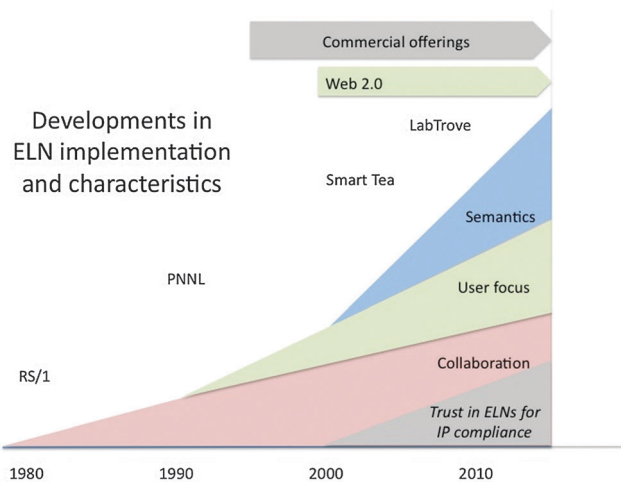 Commercial offerings
Web 2.0
Developments in
ELN implementation
and characteristics
LabTrove
Smart Tea
Semantics
PNNL
User focus
RS/1
Collaboration
Trust in ELNs for
IP compliance
1980 1990 2000 2010